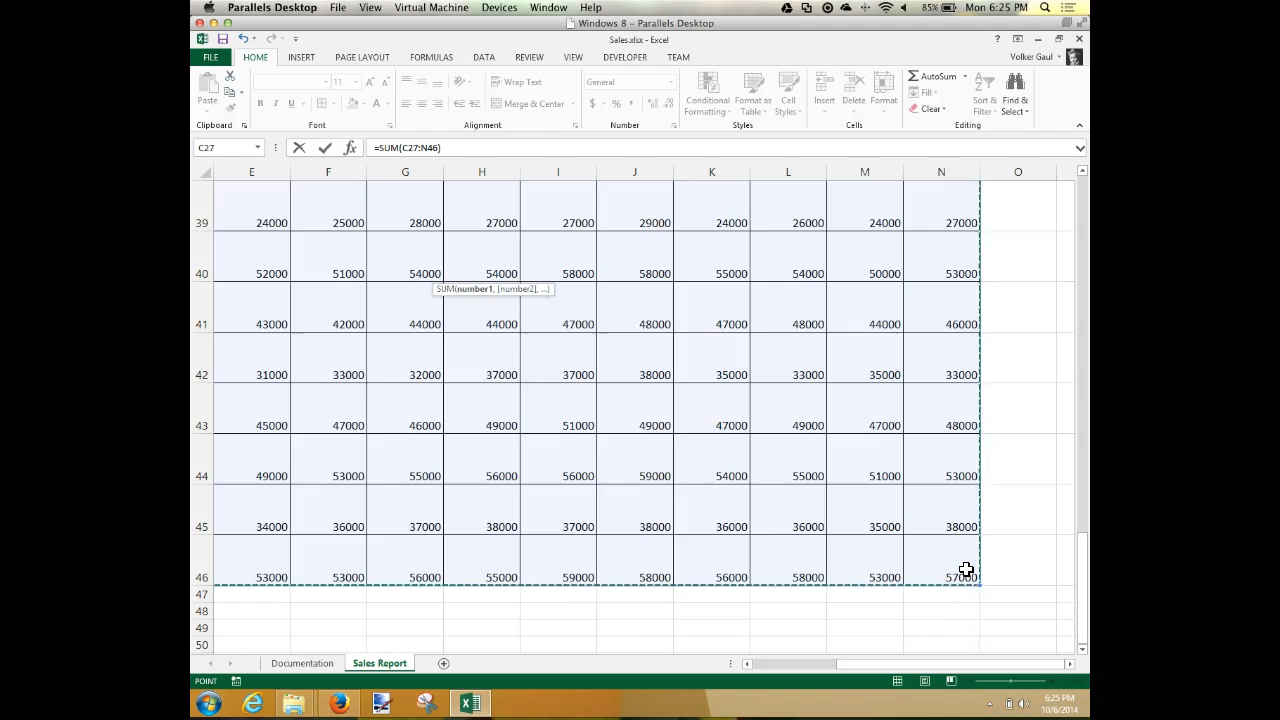 Parallels Desktop File View Virtual Machine Devices Window Help 85% Mon 6:25 PM
Windows 8 – Parallels Desktop
Sales.xlsx - Excel ?
FILE HOME INSERT PAGE LAYOUT FORMULAS DATA REVIEW VIEW DEVELOPER TEAM Volker Gaul
Paste 11 A A Wrap Text General Conditional Formatting Format as Table Cell Styles Insert Delete Format AutoSum Fill Clear Sort & Filter Find & Select
B I U A Merge & Center $ %
Clipboard Font Alignment Number Styles Cells Editing
C27 fx =SUM(C27:N46)
E F G H I J K L M N O
39 24000 25000 28000 27000 27000 29000 24000 26000 24000 27000
40 52000 51000 54000 54000 58000 58000 55000 54000 50000 53000
SUM(number1, [number2], ...)
41 43000 42000 44000 44000 47000 48000 47000 48000 44000 46000
42 31000 33000 32000 37000 37000 38000 35000 33000 35000 33000
43 45000 47000 46000 49000 51000 49000 47000 49000 47000 48000
44 49000 53000 55000 56000 56000 59000 54000 55000 51000 53000
45 34000 36000 37000 38000 37000 38000 36000 36000 35000 38000
46 53000 53000 56000 55000 59000 58000 56000 58000 53000 57000
47
48
49
50
Documentation Sales Report
POINT
6:25 PM
10/6/2014